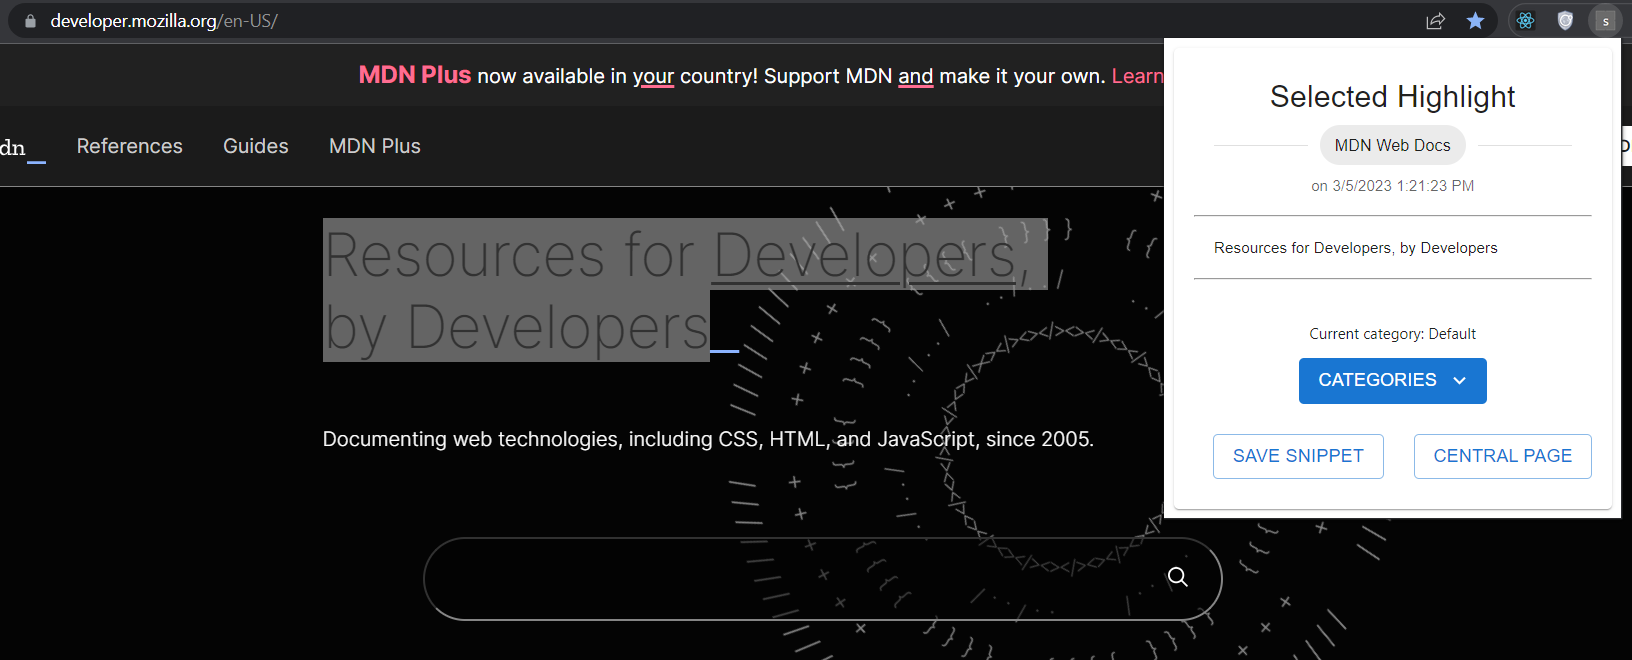 developer.mozilla.org/en-US/
s
MDN Plus now available in your country! Support MDN and make it your own. Learn
dn_
References
Guides
MDN Plus
Resources for Developers,
by Developers_
Documenting web technologies, including CSS, HTML, and JavaScript, since 2005.
Selected Highlight
MDN Web Docs
on 3/5/2023 1:21:23 PM
Resources for Developers, by Developers
Current category: Default
CATEGORIES
SAVE SNIPPET
CENTRAL PAGE